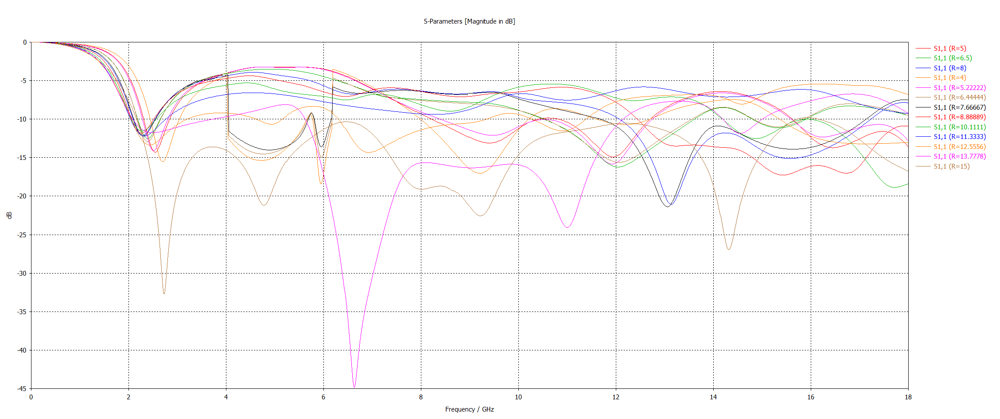 S-Parameters [Magnitude in dB]
0
-5
-10
-15
-20
-25
-30
-35
-40
-45
dB
0 2 4 6 8 10 12 14 16 18
Frequency / GHz
S1,1 (R=5)
S1,1 (R=6.5)
S1,1 (R=8)
S1,1 (R=4)
S1,1 (R=5.22222)
S1,1 (R=6.44444)
S1,1 (R=7.66667)
S1,1 (R=8.88889)
S1,1 (R=10.1111)
S1,1 (R=11.3333)
S1,1 (R=12.5556)
S1,1 (R=13.7778)
S1,1 (R=15)